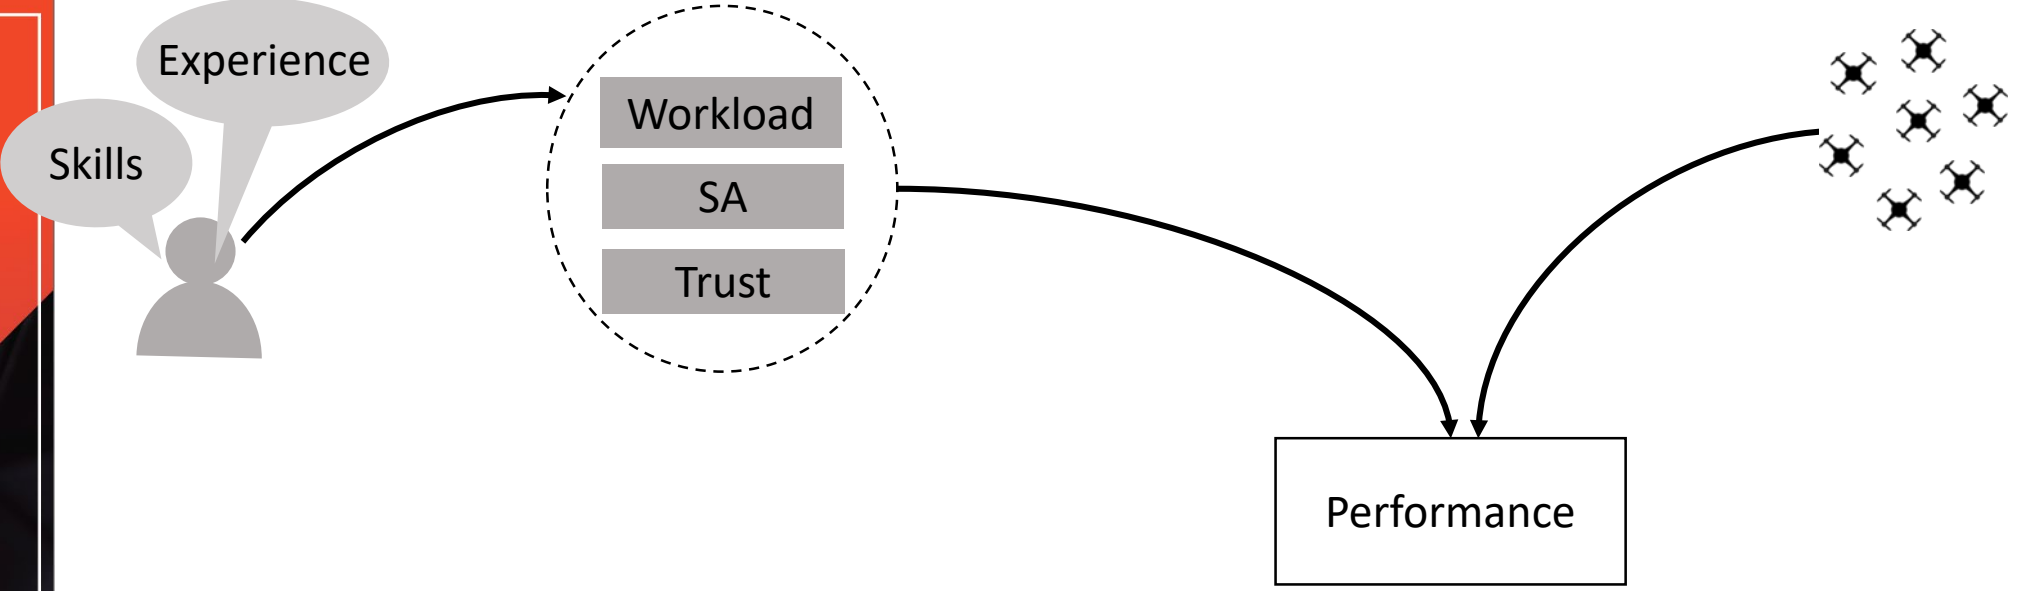 Experience
Skills
Workload
SA
Trust
Performance